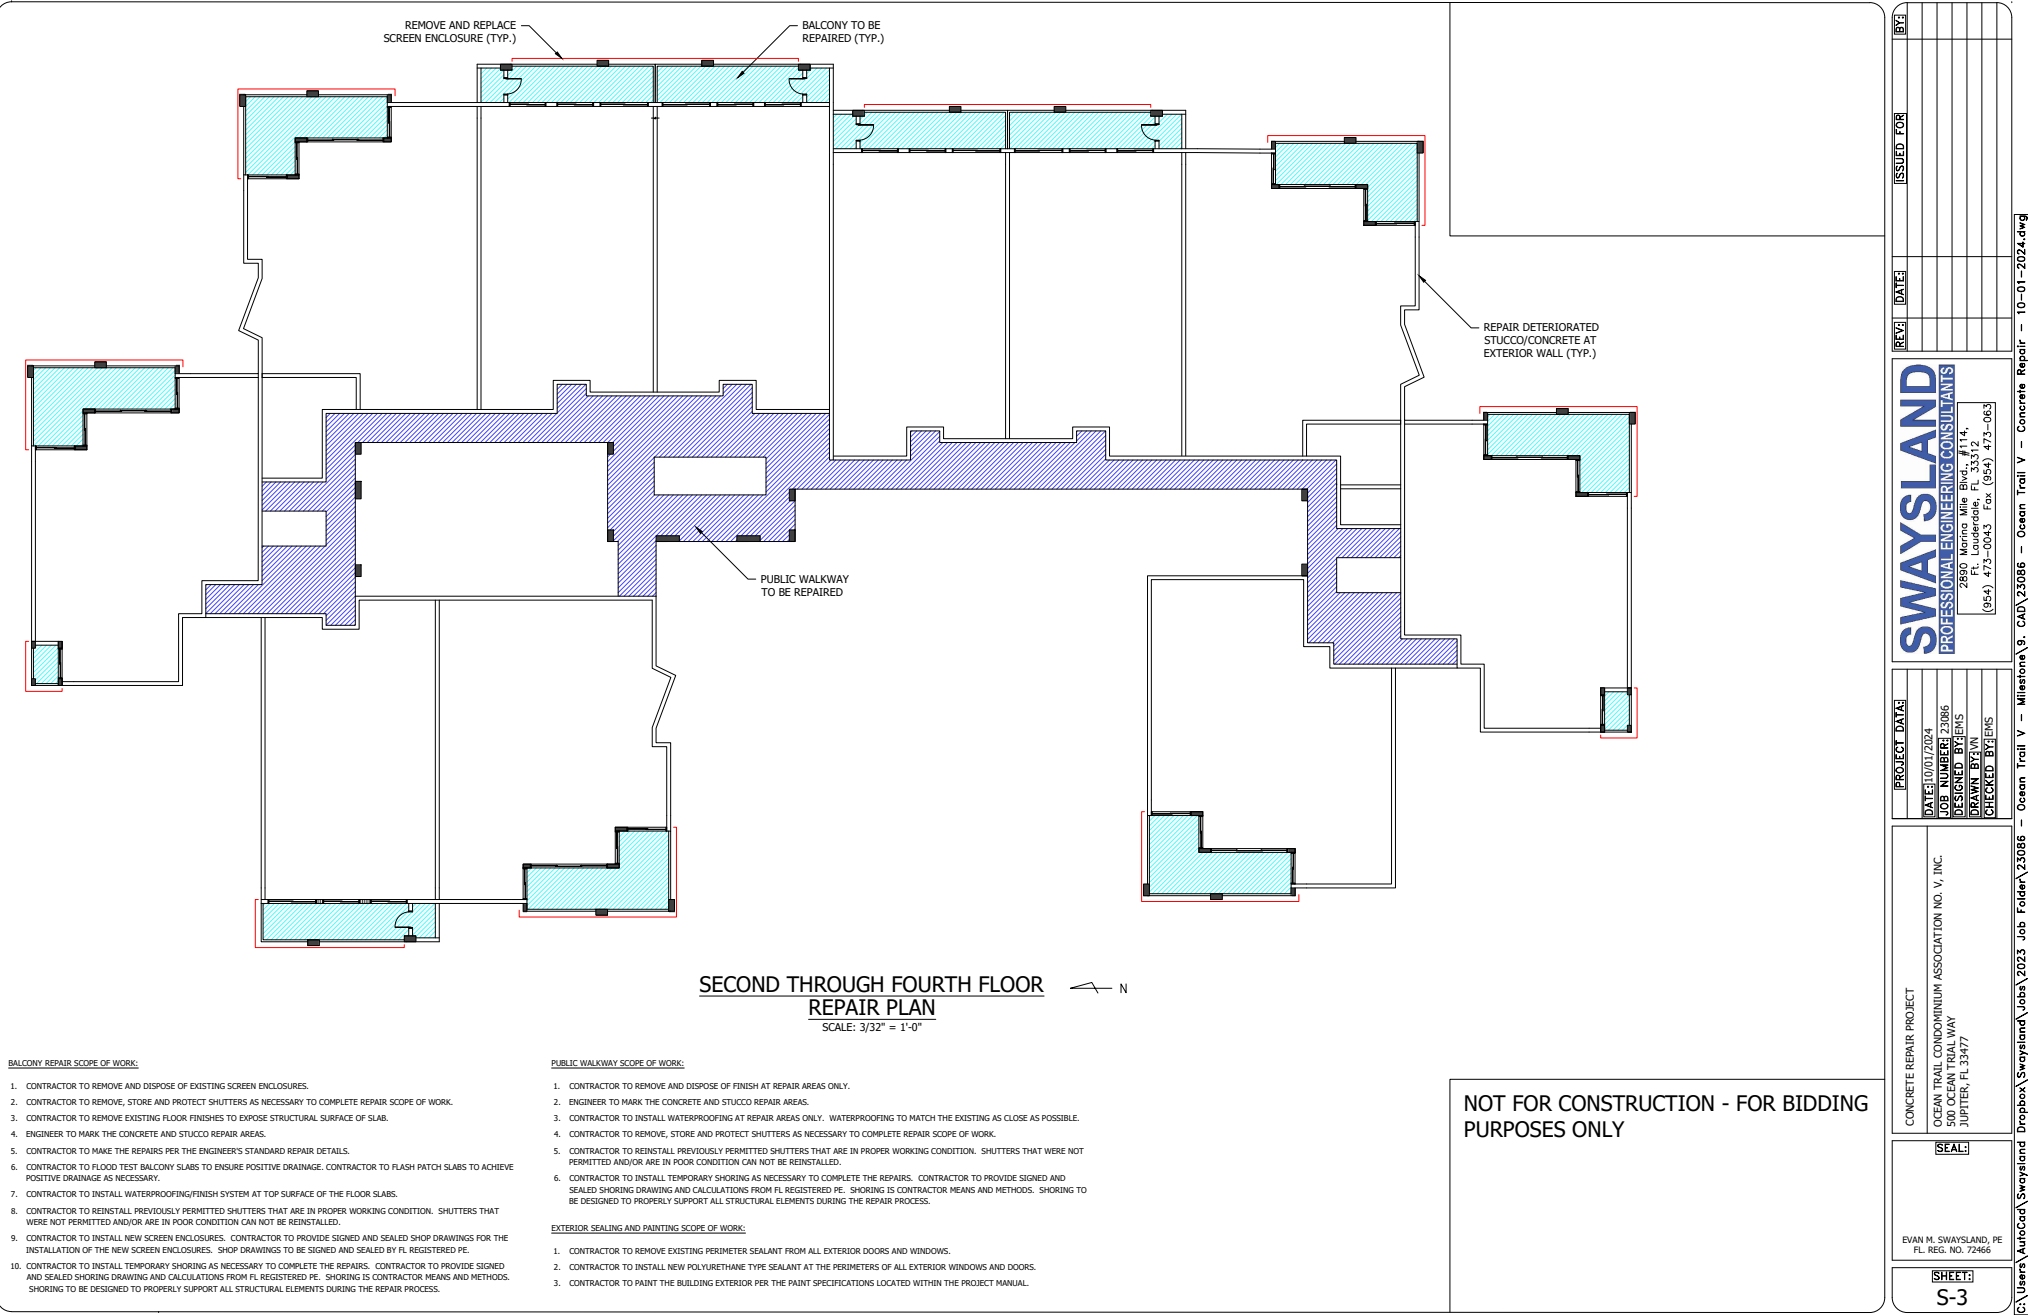 REMOVE AND REPLACE
SCREEN ENCLOSURE (TYP.)
BALCONY TO BE
REPAIRED (TYP.)
REPAIR DETERIORATED
STUCCO/CONCRETE AT
EXTERIOR WALL (TYP.)
PUBLIC WALKWAY
TO BE REPAIRED
SECOND THROUGH FOURTH FLOOR
REPAIR PLAN
SCALE: 3/32" = 1'-0"
N
BALCONY REPAIR SCOPE OF WORK:
1. CONTRACTOR TO REMOVE AND DISPOSE OF EXISTING SCREEN ENCLOSURES.
2. CONTRACTOR TO REMOVE, STORE AND PROTECT SHUTTERS AS NECESSARY TO COMPLETE REPAIR SCOPE OF WORK.
3. CONTRACTOR TO REMOVE EXISTING FLOOR FINISHES TO EXPOSE STRUCTURAL SURFACE OF SLAB.
4. ENGINEER TO MARK THE CONCRETE AND STUCCO REPAIR AREAS.
5. CONTRACTOR TO MAKE THE REPAIRS PER THE ENGINEER'S STANDARD REPAIR DETAILS.
6. CONTRACTOR TO FLOOD TEST BALCONY SLABS TO ENSURE POSITIVE DRAINAGE. CONTRACTOR TO FLASH PATCH SLABS TO ACHIEVE
POSITIVE DRAINAGE AS NECESSARY.
7. CONTRACTOR TO INSTALL WATERPROOFING/FINISH SYSTEM AT TOP SURFACE OF THE FLOOR SLABS.
8. CONTRACTOR TO REINSTALL PREVIOUSLY PERMITTED SHUTTERS THAT ARE IN PROPER WORKING CONDITION. SHUTTERS THAT
WERE NOT PERMITTED AND/OR ARE IN POOR CONDITION CAN NOT BE REINSTALLED.
9. CONTRACTOR TO INSTALL NEW SCREEN ENCLOSURES. CONTRACTOR TO PROVIDE SIGNED AND SEALED SHOP DRAWINGS FOR THE
INSTALLATION OF THE NEW SCREEN ENCLOSURES. SHOP DRAWINGS TO BE SIGNED AND SEALED BY FL REGISTERED PE.
10. CONTRACTOR TO INSTALL TEMPORARY SHORING AS NECESSARY TO COMPLETE THE REPAIRS. CONTRACTOR TO PROVIDE SIGNED
AND SEALED SHORING DRAWING AND CALCULATIONS FROM FL REGISTERED PE. SHORING IS CONTRACTOR MEANS AND METHODS.
SHORING TO BE DESIGNED TO PROPERLY SUPPORT ALL STRUCTURAL ELEMENTS DURING THE REPAIR PROCESS.
PUBLIC WALKWAY SCOPE OF WORK:
1. CONTRACTOR TO REMOVE AND DISPOSE OF FINISH AT REPAIR AREAS ONLY.
2. ENGINEER TO MARK THE CONCRETE AND STUCCO REPAIR AREAS.
3. CONTRACTOR TO INSTALL WATERPROOFING AT REPAIR AREAS ONLY. WATERPROOFING TO MATCH THE EXISTING AS CLOSE AS POSSIBLE.
4. CONTRACTOR TO REMOVE, STORE AND PROTECT SHUTTERS AS NECESSARY TO COMPLETE REPAIR SCOPE OF WORK.
5. CONTRACTOR TO REINSTALL PREVIOUSLY PERMITTED SHUTTERS THAT ARE IN PROPER WORKING CONDITION. SHUTTERS THAT WERE NOT
PERMITTED AND/OR ARE IN POOR CONDITION CAN NOT BE REINSTALLED.
6. CONTRACTOR TO INSTALL TEMPORARY SHORING AS NECESSARY TO COMPLETE THE REPAIRS. CONTRACTOR TO PROVIDE SIGNED AND
SEALED SHORING DRAWING AND CALCULATIONS FROM FL REGISTERED PE. SHORING IS CONTRACTOR MEANS AND METHODS. SHORING TO
BE DESIGNED TO PROPERLY SUPPORT ALL STRUCTURAL ELEMENTS DURING THE REPAIR PROCESS.
EXTERIOR SEALING AND PAINTING SCOPE OF WORK:
1. CONTRACTOR TO REMOVE EXISTING PERIMETER SEALANT FROM ALL EXTERIOR DOORS AND WINDOWS.
2. CONTRACTOR TO INSTALL NEW POLYURETHANE TYPE SEALANT AT THE PERIMETERS OF ALL EXTERIOR WINDOWS AND DOORS.
3. CONTRACTOR TO PAINT THE BUILDING EXTERIOR PER THE PAINT SPECIFICATIONS LOCATED WITHIN THE PROJECT MANUAL.
NOT FOR CONSTRUCTION - FOR BIDDING
PURPOSES ONLY
BY:
ISSUED FOR
DATE:
REV:
SWAYSLAND
PROFESSIONAL ENGINEERING CONSULTANTS
2890 Marina Mile Blvd., #114,
Ft. Lauderdale, FL 33312
(954) 473-0043 Fax (954) 473-063
PROJECT DATA:
DATE: 10/01/2024
JOB NUMBER: 23086
DESIGNED BY: EMS
DRAWN BY: VN
CHECKED BY: EMS
CONCRETE REPAIR PROJECT
OCEAN TRAIL CONDOMINIUM ASSOCIATION NO. V, INC.
500 OCEAN TRIAL WAY
JUPITER, FL 33477
SEAL:
EVAN M. SWAYSLAND, PE
FL. REG. NO. 72466
SHEET:
S-3
C:\Users\AutoCad\Swaysland Dropbox\Swaysland\Jobs\2023 Job Folder\23086 - Ocean Trail V - Milestone\9. CAD\23086 - Ocean Trail V - Concrete Repair - 10-01-2024.dwg